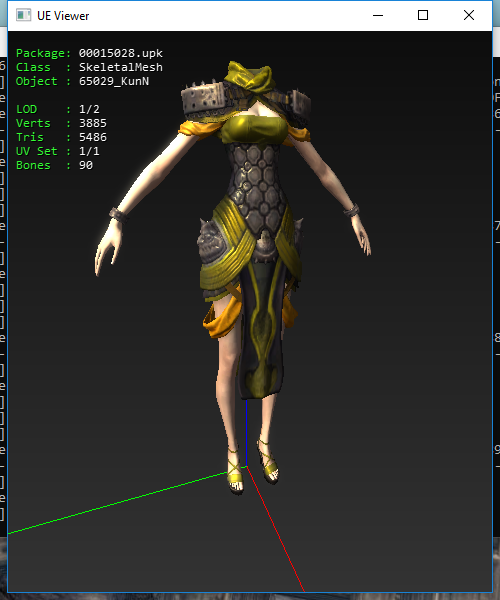 UE Viewer
Package: 00015028.upk
Class : SkeletalMesh
Object : 65029_KunN
LOD : 1/2
Verts : 3885
Tris : 5486
UV Set : 1/1
Bones : 90